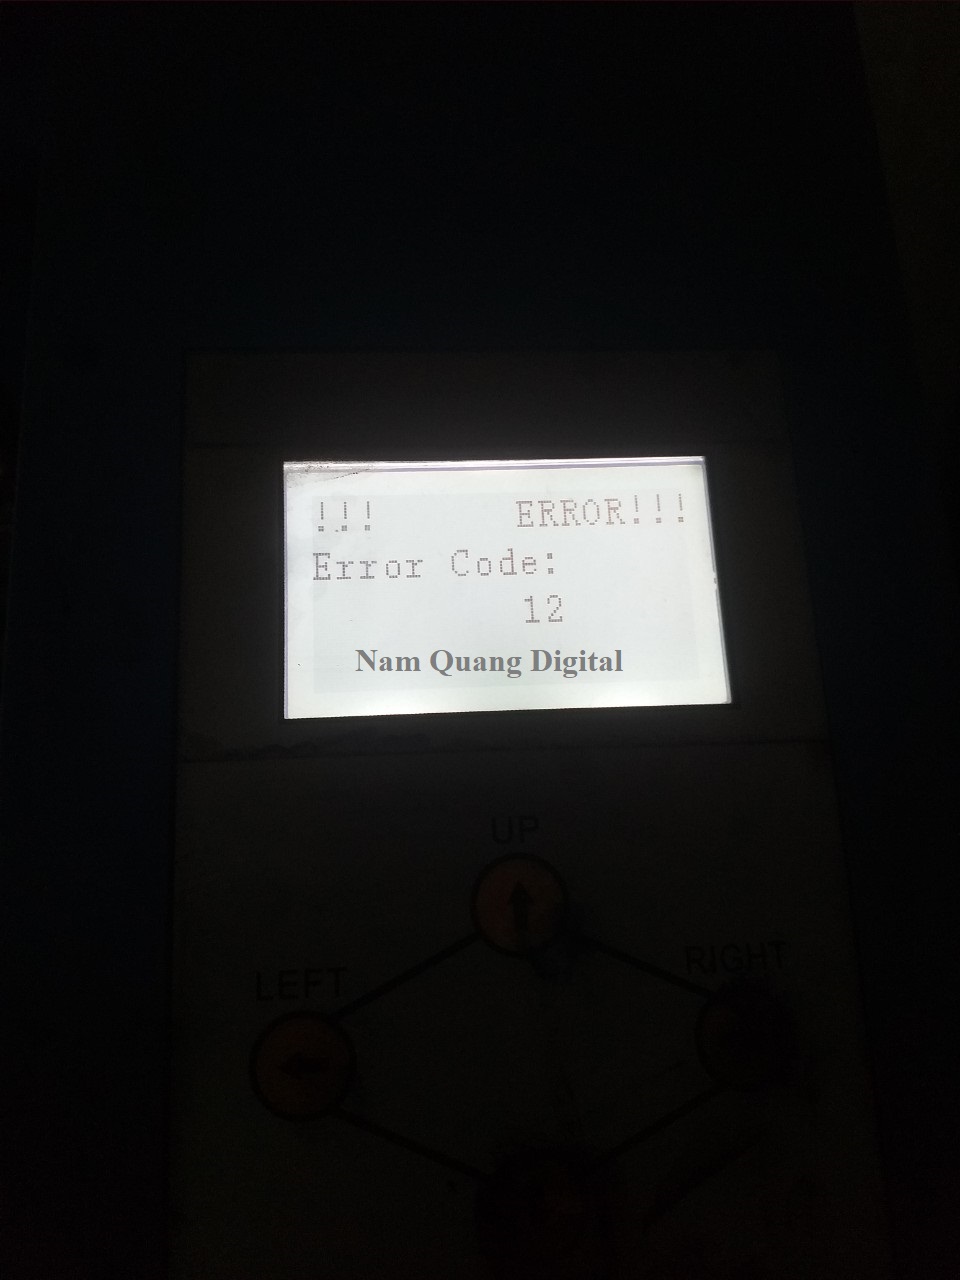 !!! ERROR!!!
Error Code:
12
Nam Quang Digital
UP
LEFT
RIGHT